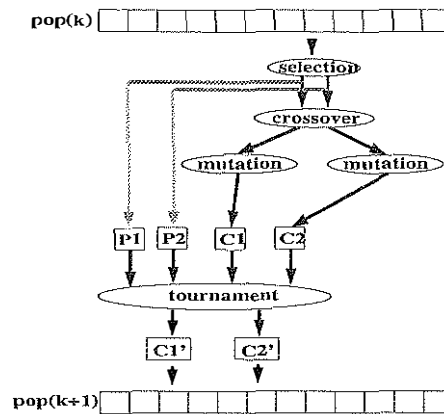 pop(k)
selection
crossover
mutation
mutation
P1
P2
C1
C2
tournament
C1'
C2'
pop(k+1)